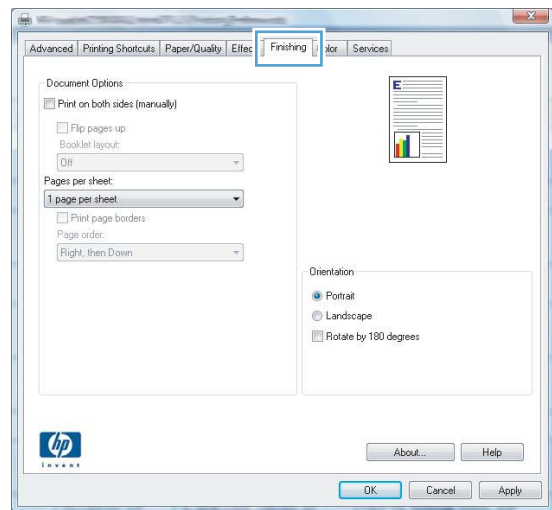 Advanced Printing Shortcuts Paper/Quality Effec Finishing olor Services
Document Options
Print on both sides (manually)
Flip pages up
Booklet layout:
Off
Pages per sheet:
1 page per sheet
Print page borders
Page order:
Right, then Down
E
Orientation
Portrait
Landscape
Rotate by 180 degrees
hp
invent
About... Help
OK Cancel Apply